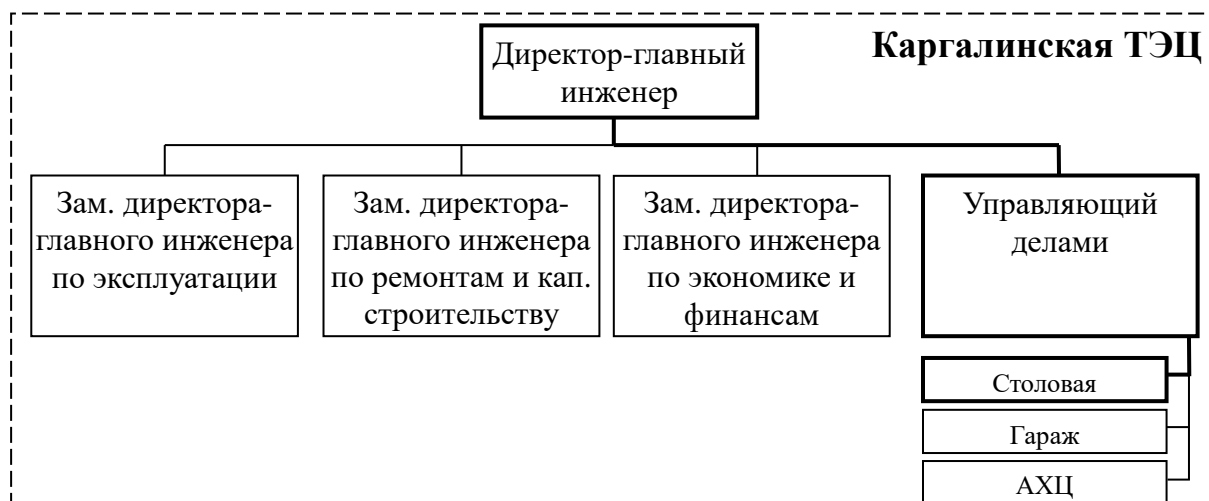 Каргалинская ТЭЦ
Директор-главный
инженер
Зам. директора-
главного инженера
по эксплуатации
Зам. директора-
главного инженера
по ремонтам и кап.
строительству
Зам. директора-
главного инженера
по экономике и
финансам
Управляющий
делами
Столовая
Гараж
АХЦ